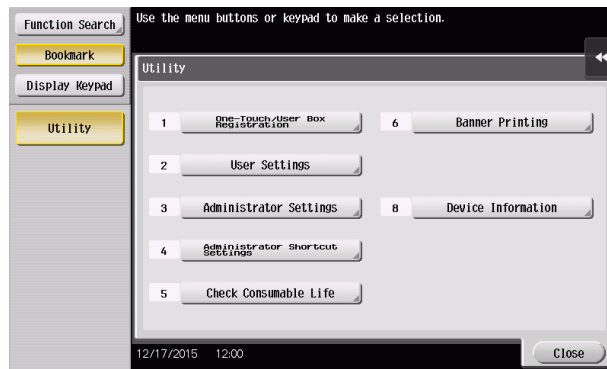 Function Search
Bookmark
Display Keypad
Utility
Use the menu buttons or keypad to make a selection.
Utility
1 One-Touch/User Box
Registration
2 User Settings
3 Administrator Settings
4 Administrator Shortcut
Settings
5 Check Consumable Life
6 Banner Printing
8 Device Information
12/17/2015 12:00
Close